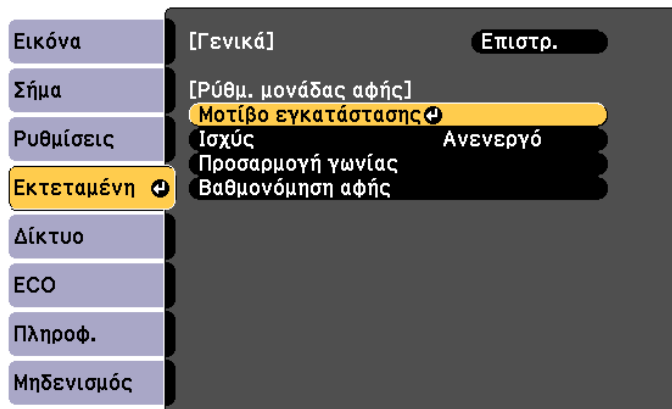 Εικόνα
Σήμα
Ρυθμίσεις
Εκτεταμένη
Δίκτυο
ECO
Πληροφ.
Μηδενισμός
[Γενικά] Επιστρ.
[Ρύθμ. μονάδας αφής]
Μοτίβο εγκατάστασης
Ισχύς Ανενεργό
Προσαρμογή γωνίας
Βαθμονόμηση αφής